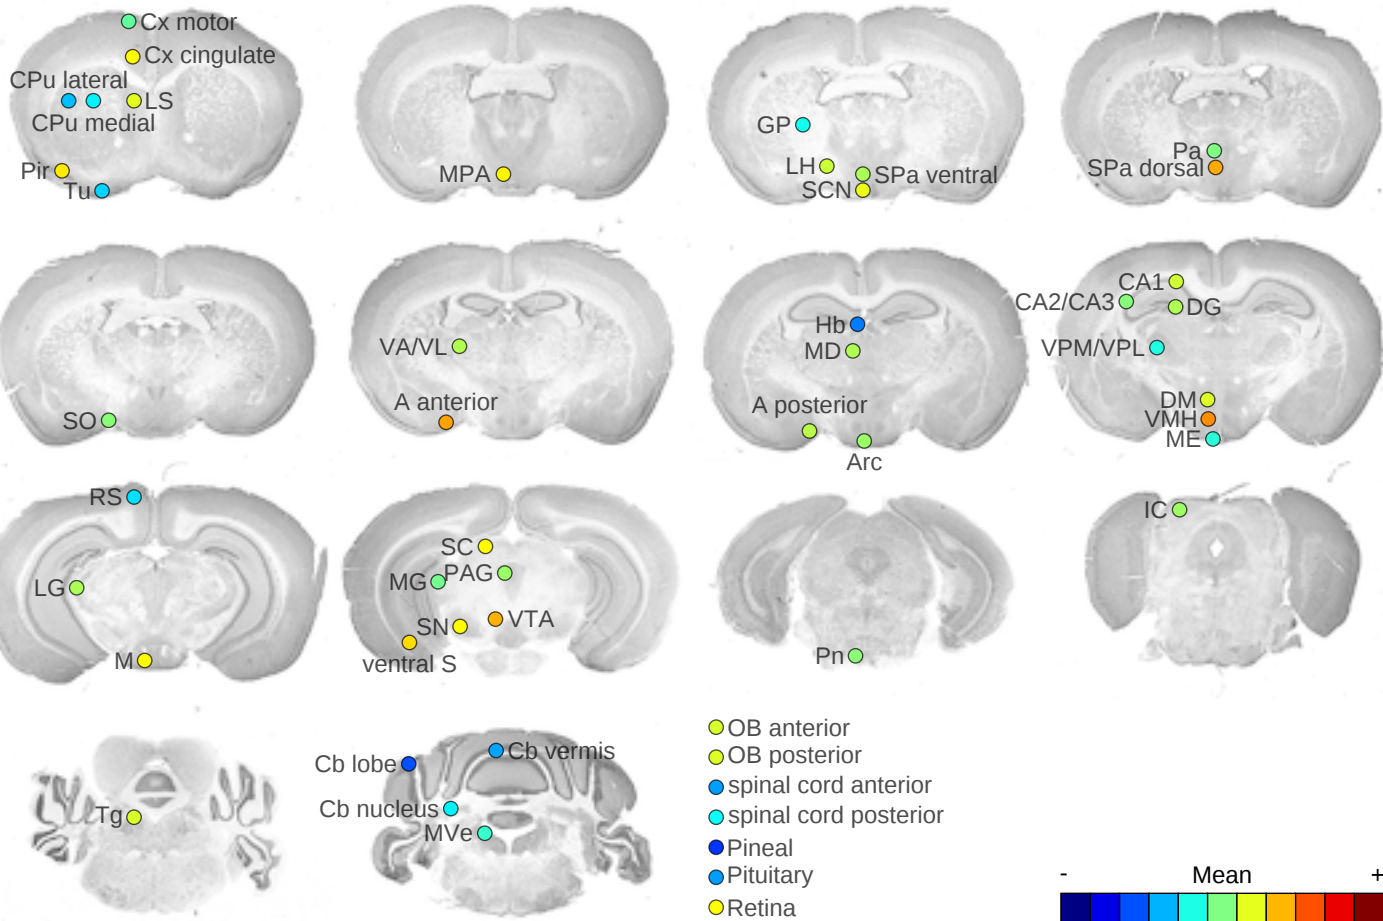 Cx motor
Cx cingulate
CPu lateral
LS
CPu medial
Pir
Tu
MPA
GP
LH
SPa ventral
SCN
Pa
SPa dorsal
SO
VA/VL
A anterior
Hb
MD
A posterior
Arc
CA1
CA2/CA3
DG
VPM/VPL
DM
VMH
ME
RS
LG
M
SC
MG
PAG
SN
VTA
ventral S
Pn
IC
Tg
Cb lobe
Cb vermis
Cb nucleus
MVe
OB anterior
OB posterior
spinal cord anterior
spinal cord posterior
Pineal
Pituitary
Retina
- Mean +